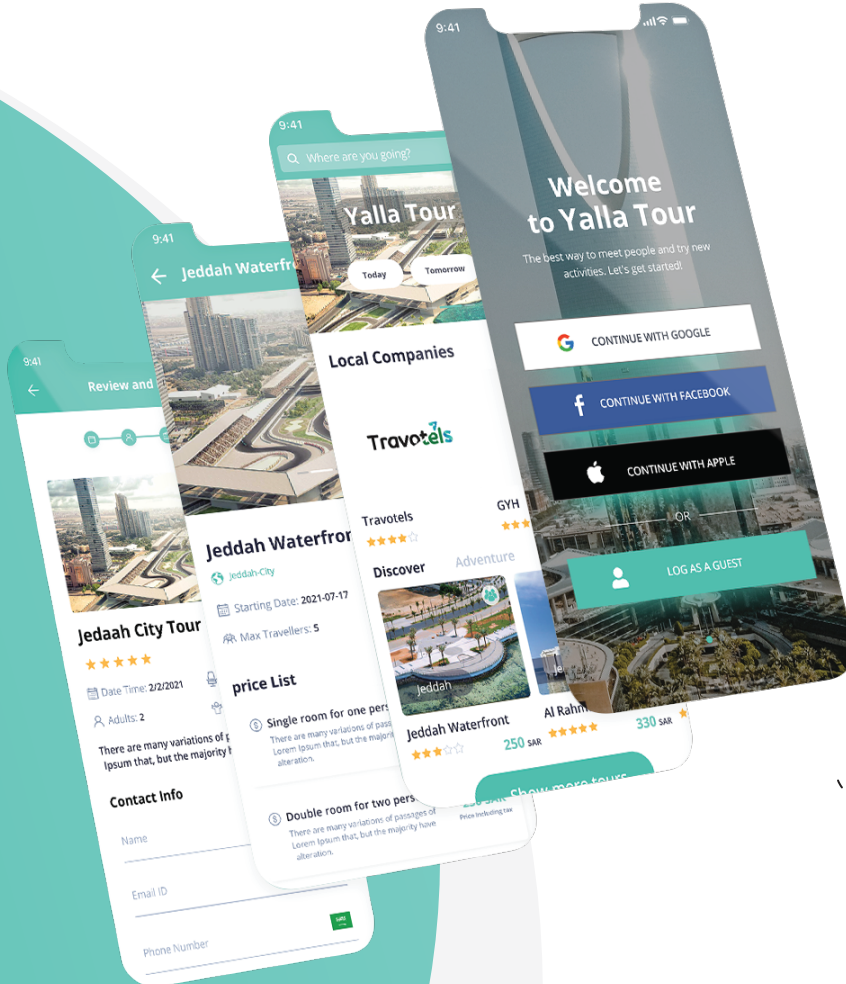 9:41
Welcome
to Yalla Tour
The best way to meet people and try new
activities. Let's get started!
CONTINUE WITH GOOGLE
CONTINUE WITH FACEBOOK
CONTINUE WITH APPLE
OR
LOG AS A GUEST
9:41
Where are you going?
Yalla Tour
Today
Tomorrow
Local Companies
Travotels
Travotels
GYH
Discover
Adventure
Jeddah
Jeddah Waterfront
250 SAR
Al Rahm
330 SAR
Show more tours
9:41
Jeddah Waterfro
Jeddah Waterfror
Jeddah-City
Starting Date: 2021-07-17
Max Travellers: 5
price List
Single room for one pers
There are many variations of pass
Lorem Ipsum that, but the majori
alteration.
Double room for two pers
There are many variations of passages of
Lorem Ipsum that, but the majority have
alteration.
Price including tax
9:41
Review and
Jedaah City Tour
Date Time: 2/2/2021
Adults: 2
There are many variations of p
Ipsum that, but the majority h
Contact Info
Name
Email ID
Phone Number